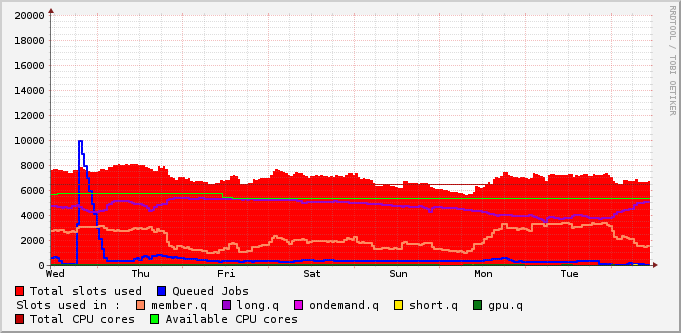 20000
18000
16000
14000
12000
10000
8000
6000
4000
2000
0
Wed Thu Fri Sat Sun Mon Tue
Total slots used Queued Jobs
Slots used in : member.q long.q ondemand.q short.q gpu.q
Total CPU cores Available CPU cores
RRDTOOL / TOBI OETIKER